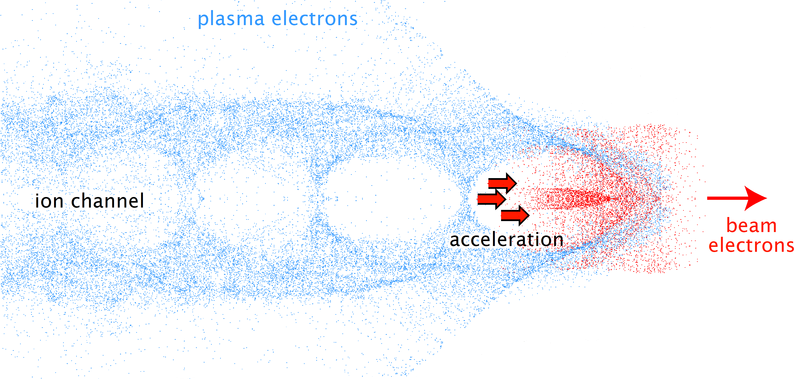 plasma electrons
ion channel
acceleration
beam
electrons